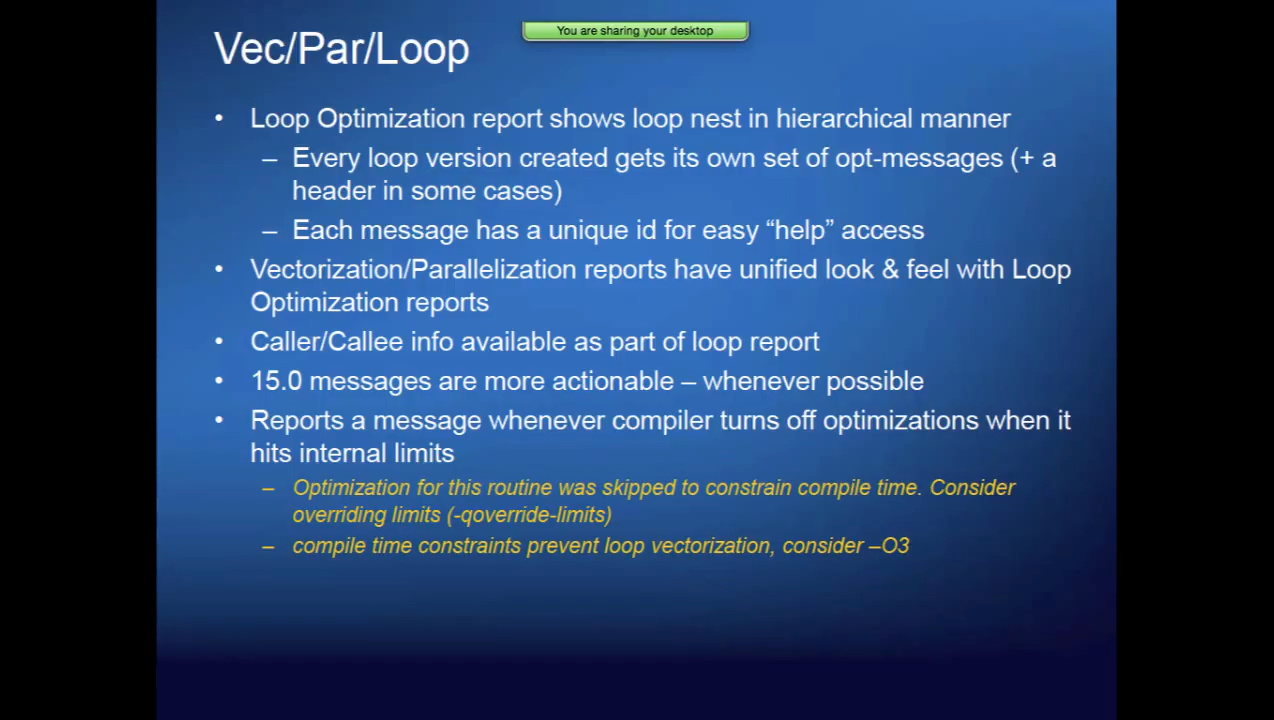 You are sharing your desktop
Vec/Par/Loop
• Loop Optimization report shows loop nest in hierarchical manner
– Every loop version created gets its own set of opt-messages (+ a
header in some cases)
– Each message has a unique id for easy “help” access
• Vectorization/Parallelization reports have unified look & feel with Loop
Optimization reports
• Caller/Callee info available as part of loop report
• 15.0 messages are more actionable – whenever possible
• Reports a message whenever compiler turns off optimizations when it
hits internal limits
– Optimization for this routine was skipped to constrain compile time. Consider
overriding limits (-qoverride-limits)
– compile time constraints prevent loop vectorization, consider –O3